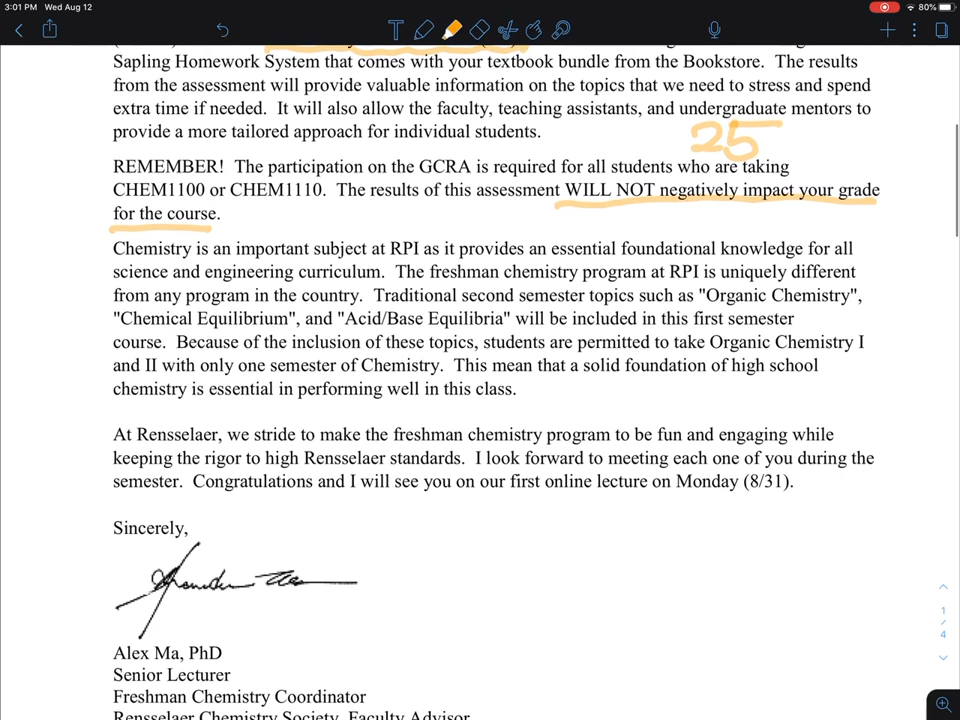 3:01 PM Wed Aug 12
80%
Sapling Homework System that comes with your textbook bundle from the Bookstore. The results
from the assessment will provide valuable information on the topics that we need to stress and spend
extra time if needed. It will also allow the faculty, teaching assistants, and undergraduate mentors to
provide a more tailored approach for individual students.
25
REMEMBER! The participation on the GCRA is required for all students who are taking
CHEM1100 or CHEM1110. The results of this assessment WILL NOT negatively impact your grade
for the course.
Chemistry is an important subject at RPI as it provides an essential foundational knowledge for all
science and engineering curriculum. The freshman chemistry program at RPI is uniquely different
from any program in the country. Traditional second semester topics such as "Organic Chemistry",
"Chemical Equilibrium", and "Acid/Base Equilibria" will be included in this first semester
course. Because of the inclusion of these topics, students are permitted to take Organic Chemistry I
and II with only one semester of Chemistry. This mean that a solid foundation of high school
chemistry is essential in performing well in this class.
At Rensselaer, we stride to make the freshman chemistry program to be fun and engaging while
keeping the rigor to high Rensselaer standards. I look forward to meeting each one of you during the
semester. Congratulations and I will see you on our first online lecture on Monday (8/31).
Sincerely,
Alex Ma, PhD
Senior Lecturer
Freshman Chemistry Coordinator
Rensselaer Chemistry Society, Faculty Advisor
1
/
4